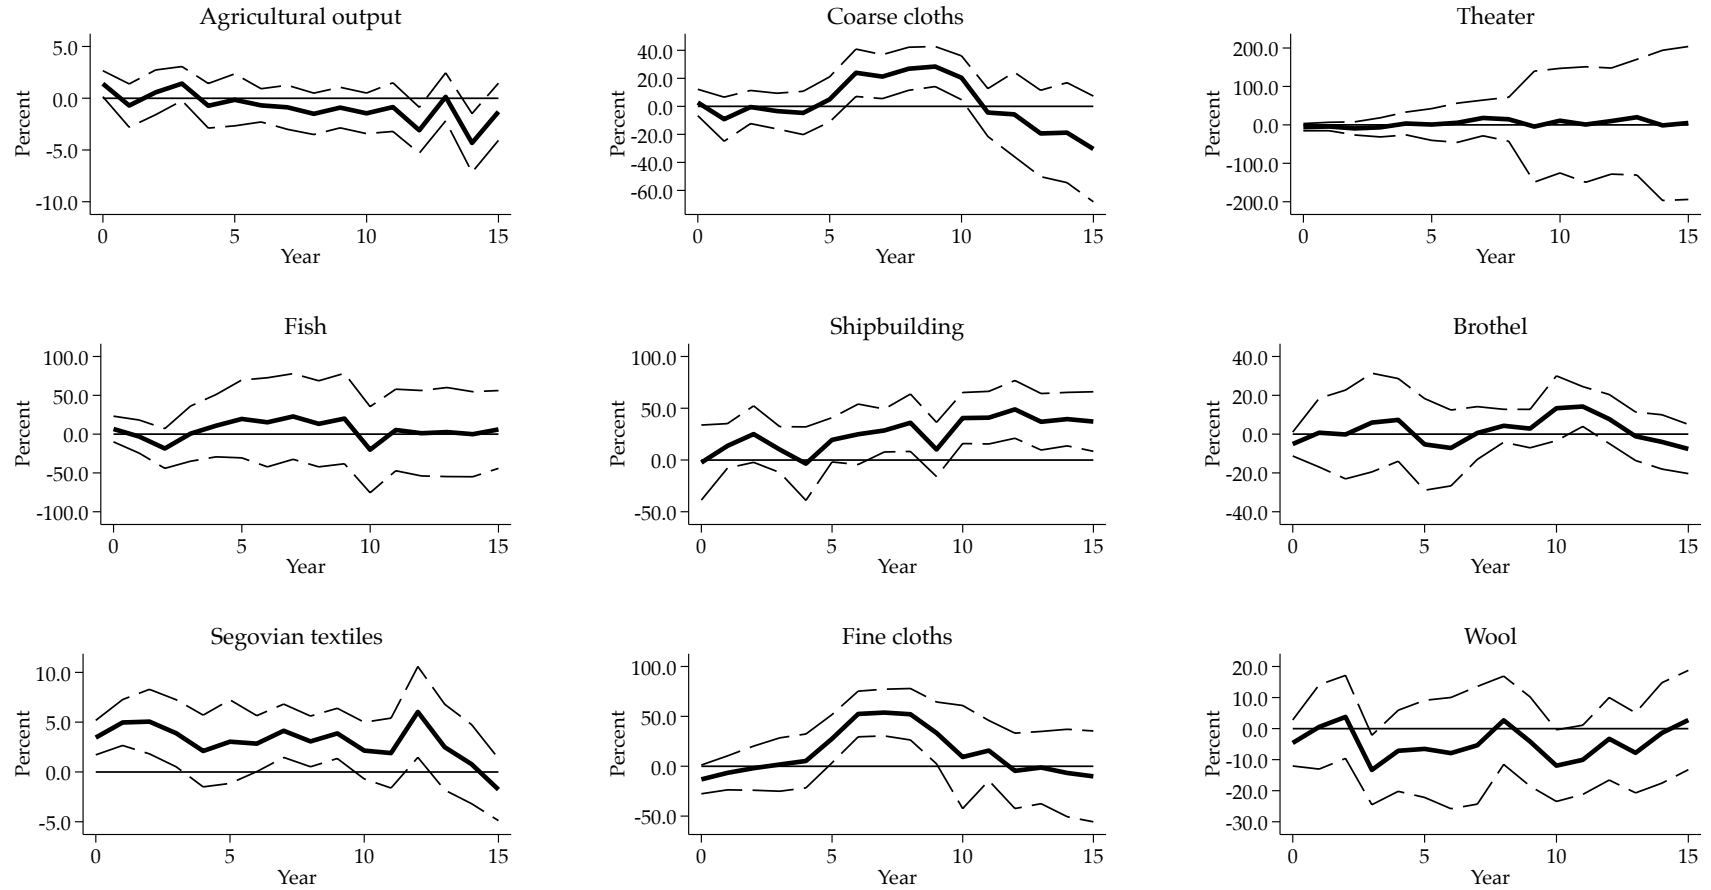 Agricultural output
Percent
5.0
0.0
-5.0
-10.0
0 5 10 15
Year
Coarse cloths
Percent
40.0
20.0
0.0
-20.0
-40.0
-60.0
0 5 10 15
Year
Theater
Percent
200.0
100.0
0.0
-100.0
-200.0
0 5 10 15
Year
Fish
Percent
100.0
50.0
0.0
-50.0
-100.0
0 5 10 15
Year
Shipbuilding
Percent
100.0
50.0
0.0
-50.0
0 5 10 15
Year
Brothel
Percent
40.0
20.0
0.0
-20.0
-40.0
0 5 10 15
Year
Segovian textiles
Percent
10.0
5.0
0.0
-5.0
0 5 10 15
Year
Fine cloths
Percent
100.0
50.0
0.0
-50.0
0 5 10 15
Year
Wool
Percent
20.0
10.0
0.0
-10.0
-20.0
-30.0
0 5 10 15
Year